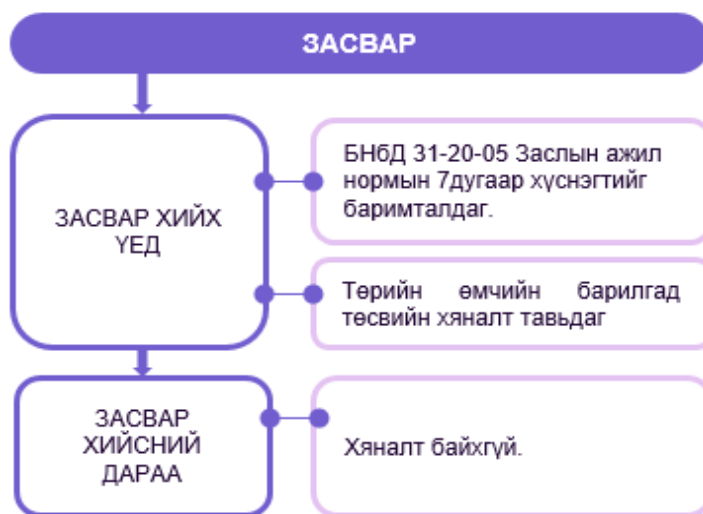 ЗАСВАР
ЗАСВАР ХИЙХ
ҮЕД
БНбД 31-20-05 Заслын ажил
нормын 7дугаар хүснэгтийг
баримталдаг.
Төрийн өмчийн барилгад
төсвийн хяналт тавьдаг
ЗАСВАР
ХИЙСНИЙ
ДАРАА
Хяналт байхгүй.